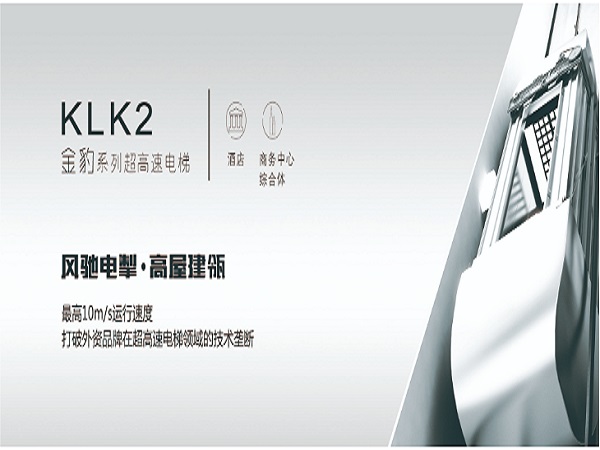 KLK2
金豹系列超高速电梯
酒店
商务中心
综合体
风驰电掣·高屋建瓴
最高10m/s运行速度
打破外资品牌在超高速电梯领域的技术垄断